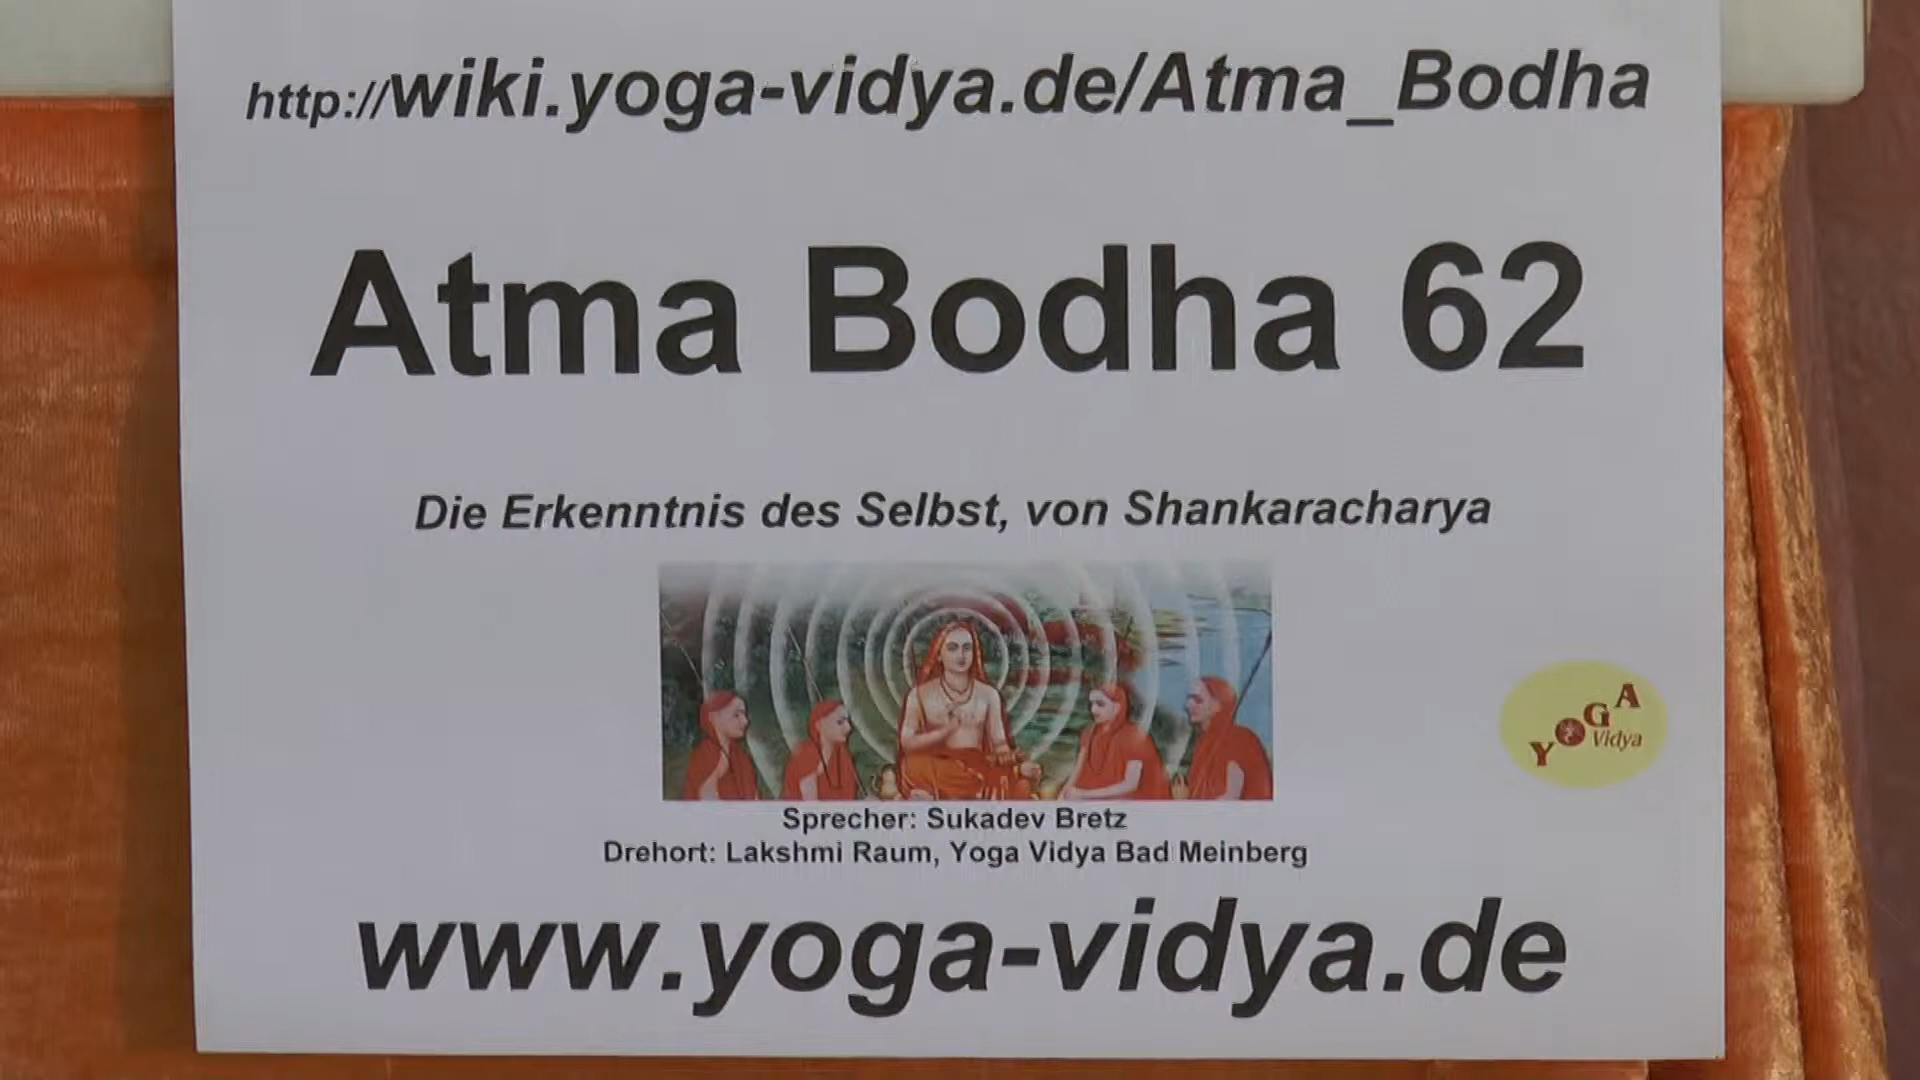 http://wiki.yoga-vidya.de/Atma_Bodha
Atma Bodha 62
Die Erkenntnis des Selbst, von Shankaracharya
YOGA
Vidya
Sprecher: Sukadev Bretz
Drehort: Lakshmi Raum, Yoga Vidya Bad Meinberg
www.yoga-vidya.de